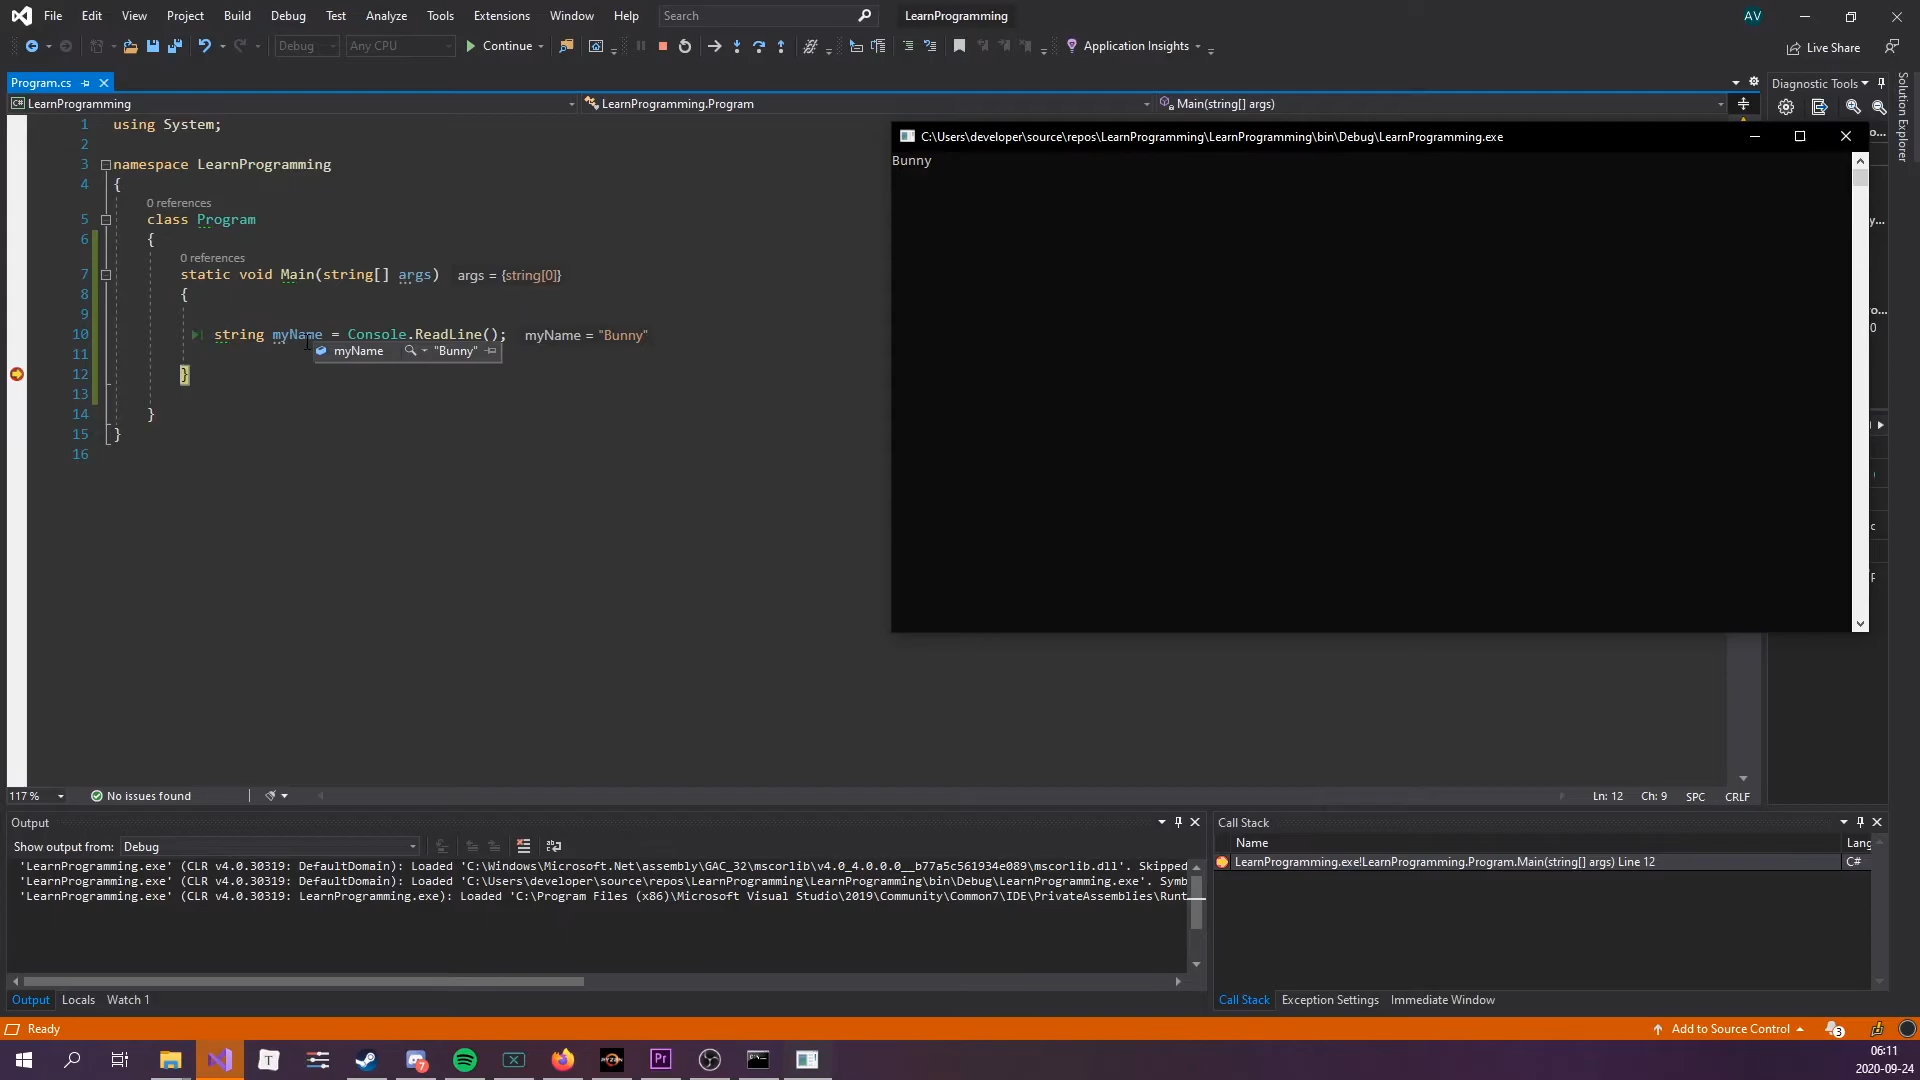 File Edit View Project Build Debug Test Analyze Tools Extensions Window Help Search LearnProgramming AV
Debug Any CPU Continue Application Insights Live Share
Program.cs Diagnostic Tools
LearnProgramming LearnProgramming.Program Main(string[] args)
Solution Explorer
1 using System;
2
3 namespace LearnProgramming
4 {
0 references
5 class Program
6 {
0 references
7 static void Main(string[] args) args = {string[0]}
8 {
9
10 string myName = Console.ReadLine(); myName = "Bunny"
myName "Bunny"
11
12 }
13
14 }
15 }
16
C:\Users\developer\source\repos\LearnProgramming\LearnProgramming\bin\Debug\LearnProgramming.exe
Bunny
117 % No issues found Ln: 12 Ch: 9 SPC CRLF
Output
Show output from: Debug
'LearnProgramming.exe' (CLR v4.0.30319: DefaultDomain): Loaded 'C:\Windows\Microsoft.Net\assembly\GAC_32\mscorlib\v4.0_4.0.0.0__b77a5c561934e089\mscorlib.dll'. Skipped
'LearnProgramming.exe' (CLR v4.0.30319: DefaultDomain): Loaded 'C:\Users\developer\source\repos\LearnProgramming\LearnProgramming\bin\Debug\LearnProgramming.exe'. Symb
'LearnProgramming.exe' (CLR v4.0.30319: LearnProgramming.exe): Loaded 'C:\Program Files (x86)\Microsoft Visual Studio\2019\Community\Common7\IDE\PrivateAssemblies\Runt
Output Locals Watch 1
Call Stack
Name Lang
LearnProgramming.exe!LearnProgramming.Program.Main(string[] args) Line 12 C#
Call Stack Exception Settings Immediate Window
Ready Add to Source Control 3
T 7 RYZEN Pr
06:11
2020-09-24